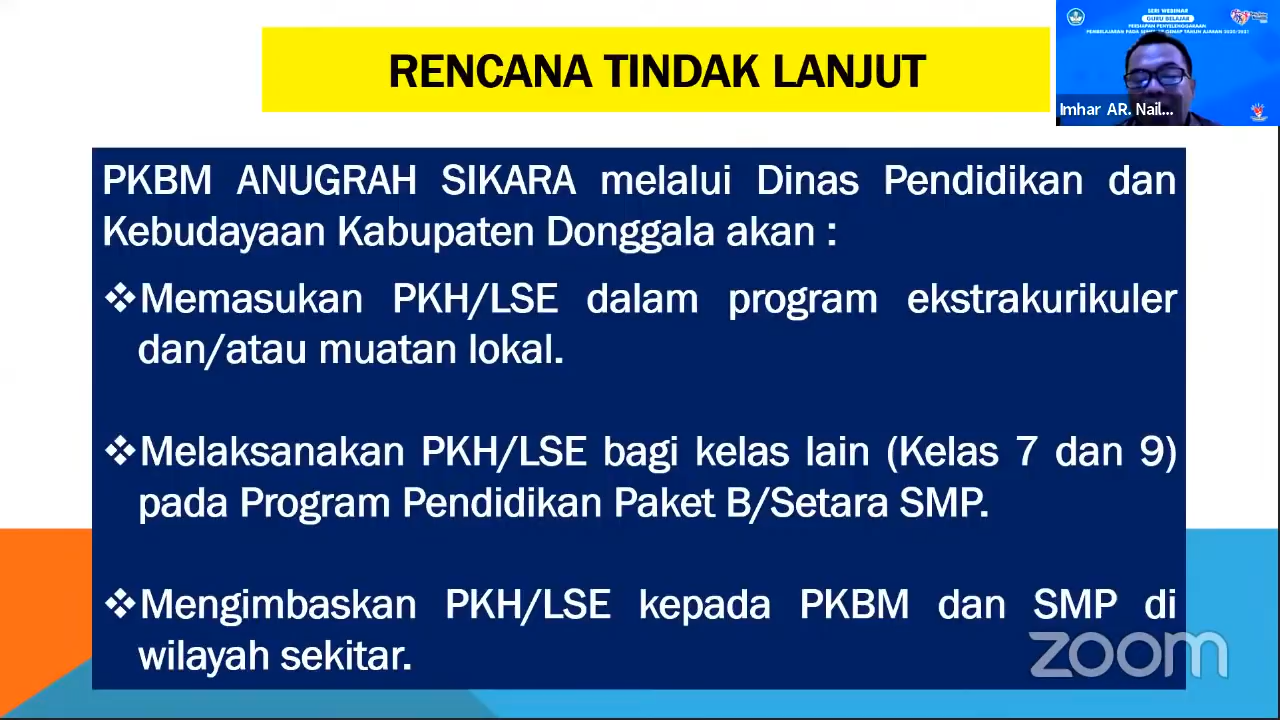 RENCANA TINDAK LANJUT
SERI WEBINAR
GURU BELAJAR
PERSIAPAN PENYELENGGARAAN
PEMBELAJARAN PADA SEMESTER GENAP TAHUN AJARAN 2020/2021
Imhar AR. Nail...
PKBM ANUGRAH SIKARA melalui Dinas Pendidikan dan
Kebudayaan Kabupaten Donggala akan :
❖Memasukan PKH/LSE dalam program ekstrakurikuler
dan/atau muatan lokal.
❖Melaksanakan PKH/LSE bagi kelas lain (Kelas 7 dan 9)
pada Program Pendidikan Paket B/Setara SMP.
❖Mengimbaskan PKH/LSE kepada PKBM dan SMP di
wilayah sekitar.
zoom